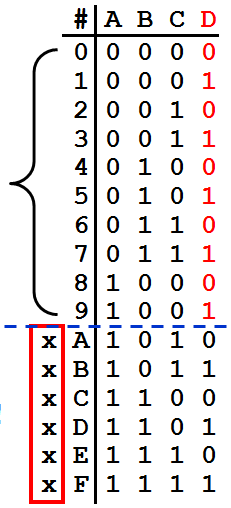 # A B C D
0 0 0 0 0
1 0 0 0 1
2 0 0 1 0
3 0 0 1 1
4 0 1 0 0
5 0 1 0 1
6 0 1 1 0
7 0 1 1 1
8 1 0 0 0
9 1 0 0 1
x A 1 0 1 0
x B 1 0 1 1
x C 1 1 0 0
x D 1 1 0 1
x E 1 1 1 0
x F 1 1 1 1